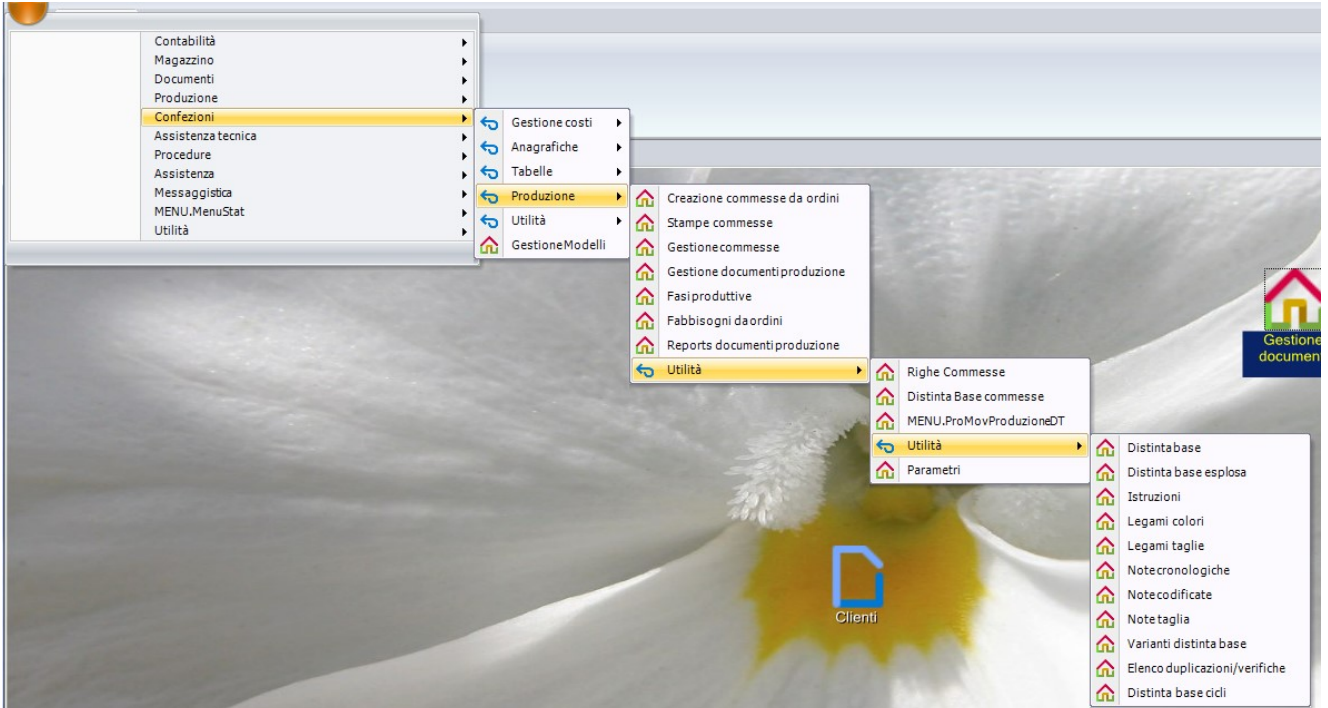 Contabilità
Magazzino
Documenti
Produzione
Confezioni
Assistenza tecnica
Procedure
Assistenza
Messaggistica
MENU.MenuStat
Utilità
Gestione costi
Anagrafiche
Tabelle
Produzione
Utilità
Gestione Modelli
Creazione commesse da ordini
Stampe commesse
Gestione commesse
Gestione documenti produzione
Fasi produttive
Fabbisogni da ordini
Reports documenti produzione
Utilità
Righe Commesse
Distinta Base commesse
MENU.ProMovProduzioneDT
Utilità
Parametri
Distinta base
Distinta base esplosa
Istruzioni
Legami colori
Legami taglie
Note cronologiche
Note codificate
Note taglia
Varianti distinta base
Elenco duplicazioni/verifiche
Distinta base cicli
Gestione
document
Clienti